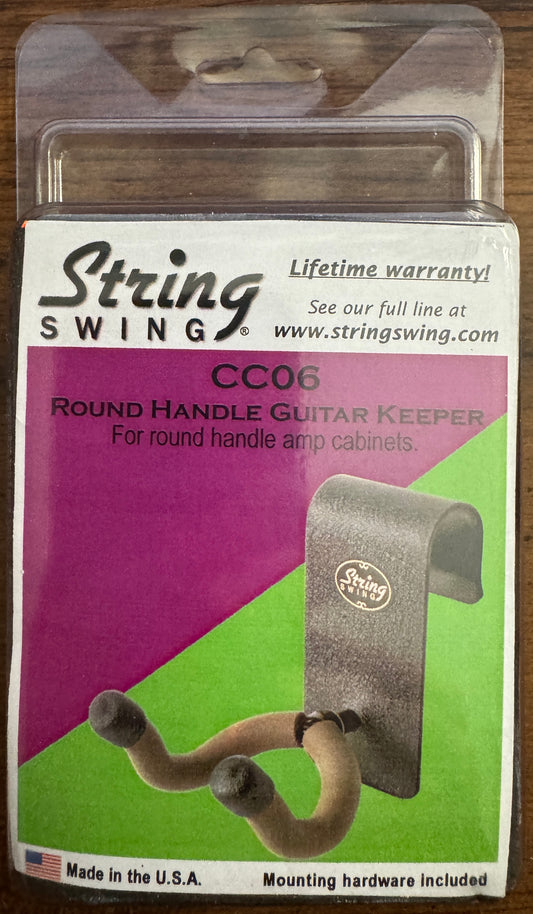 String
SWING®
Lifetime warranty!
See our full line at
www.stringswing.com
CC06
ROUND HANDLE GUITAR KEEPER
For round handle amp cabinets.
String
SWING
Made in the U.S.A.
Mounting hardware included